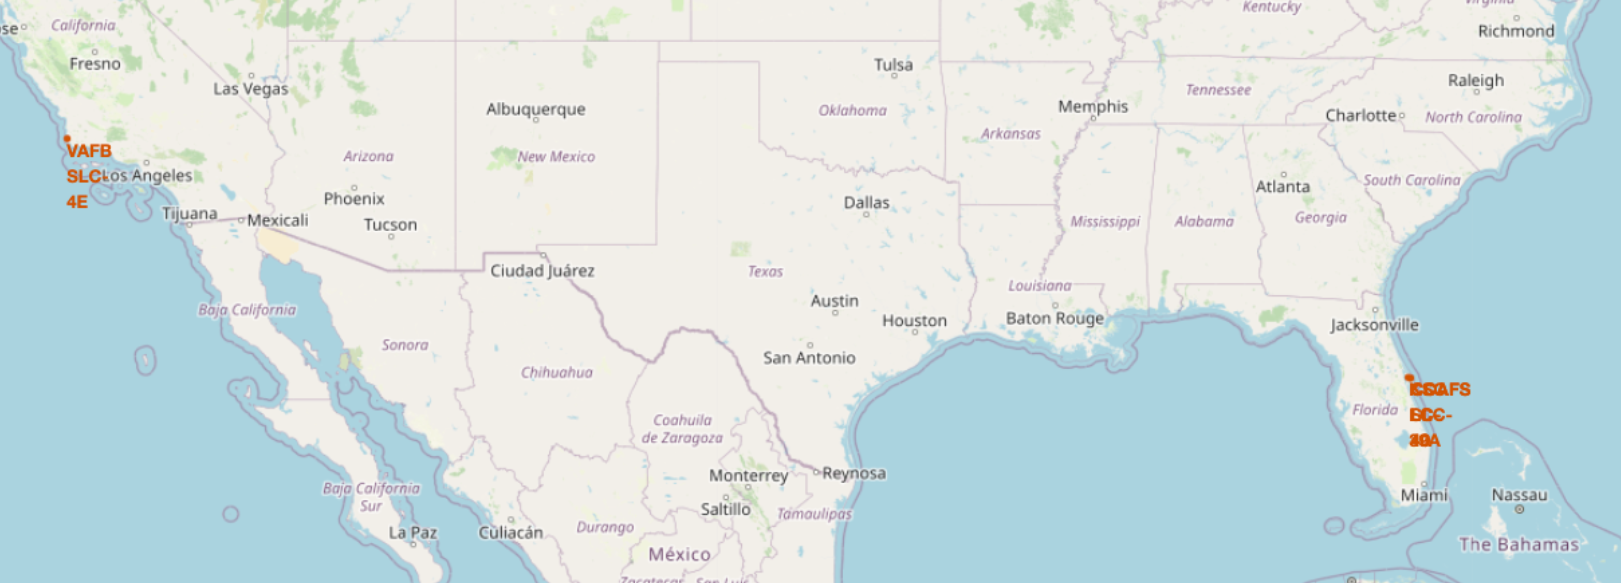 Kentucky
Virginia
California
Richmond
Fresno
Tulsa
Raleigh
Las Vegas
Tennessee
Albuquerque
Memphis
Oklahoma
Charlotte
North Carolina
Arkansas
VAFB
SLC-
4E
Arizona
New Mexico
Los Angeles
Phoenix
Dallas
Atlanta
South Carolina
Tijuana
Mexicali
Tucson
Mississippi
Alabama
Georgia
Ciudad Juárez
Texas
Louisiana
Baja California
Austin
Houston
Baton Rouge
Jacksonville
Sonora
San Antonio
Chihuahua
Florida
Coahuila
de Zaragoza
Monterrey
Reynosa
Baja California
Sur
Saltillo
Tamaulipas
Miami
Nassau
La Paz
Culiacán
Durango
México
The Bahamas